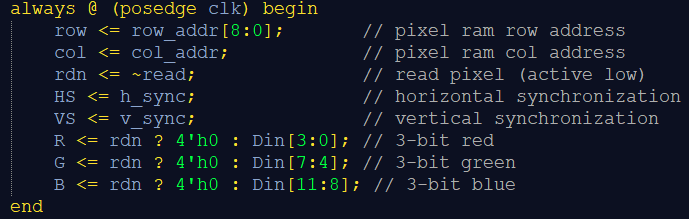 always @ (posedge clk) begin
    row <= row_addr[8:0];       // pixel ram row address
    col <= col_addr;            // pixel ram col address
    rdn <= ~read;               // read pixel (active low)
    HS <= h_sync;               // horizontal synchronization
    VS <= v_sync;               // vertical synchronization
    R <= rdn ? 4'h0 : Din[3:0]; // 3-bit red
    G <= rdn ? 4'h0 : Din[7:4]; // 3-bit green
    B <= rdn ? 4'h0 : Din[11:8]; // 3-bit blue
end